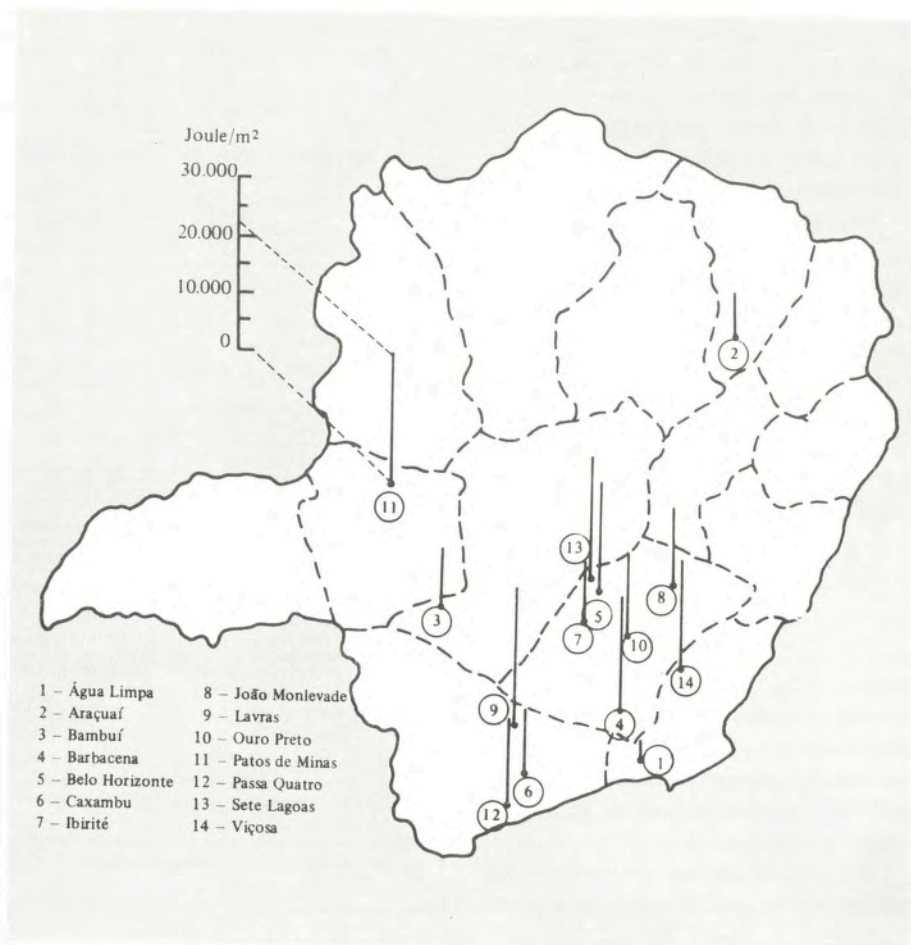 Joule/m²
30.000
20.000
10.000
0
2
11
13
3
5
8
7
10
14
9
4
1
6
12
1 – Água Limpa
2 – Araçuaí
3 – Bambuí
4 – Barbacena
5 – Belo Horizonte
6 – Caxambu
7 – Ibirité
8 – João Monlevade
9 – Lavras
10 – Ouro Preto
11 – Patos de Minas
12 – Passa Quatro
13 – Sete Lagoas
14 – Viçosa